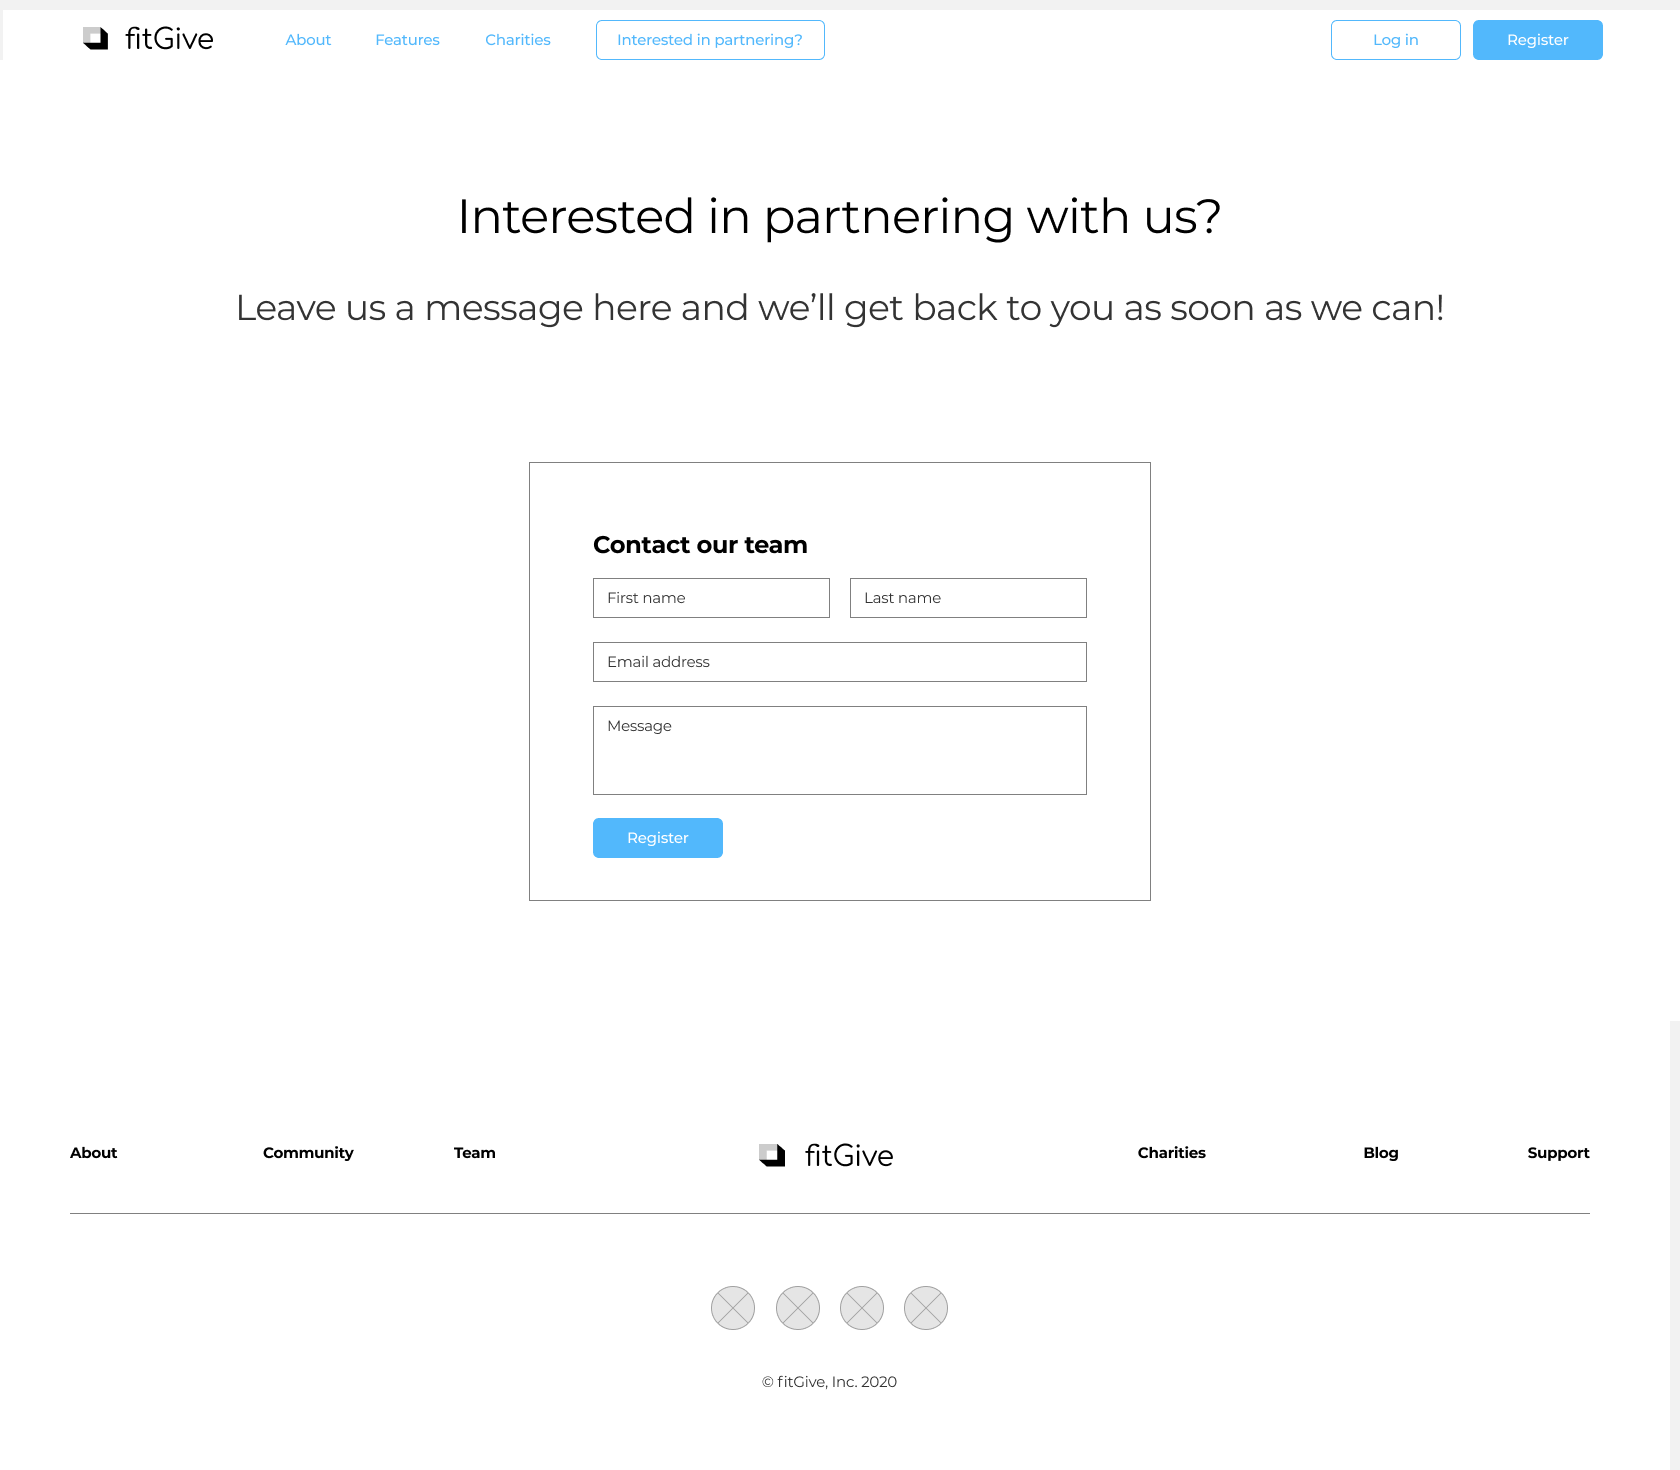 fitGive
About
Features
Charities
Interested in partnering?
Log in
Register
Interested in partnering with us?
Leave us a message here and we’ll get back to you as soon as we can!
Contact our team
First name
Last name
Email address
Message
Register
About
Community
Team
fitGive
Charities
Blog
Support
© fitGive, Inc. 2020